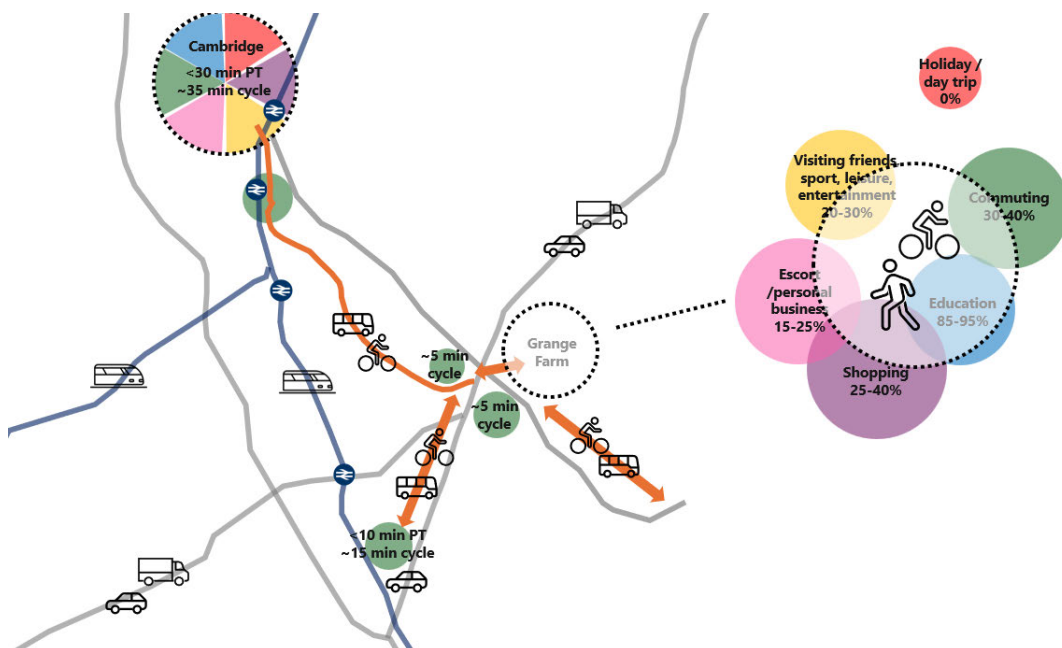 Cambridge
<30 min PT
~35 min cycle
Holiday /
day trip
0%
Visiting friends,
sport, leisure,
entertainment
20-30%
Commuting
30-40%
Escort
/personal
business
15-25%
Education
85-95%
Shopping
25-40%
Grange
Farm
~5 min
cycle
~5 min
cycle
<10 min PT
~15 min cycle